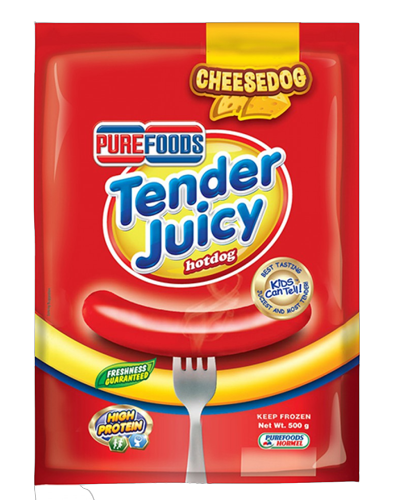 CHEESEDOG
PUREFOODS
Tender
Juicy
hotdog
BEST TASTING
KIDS
Can Tell!
JUICIEST AND MOST TENDER
FRESHNESS
GUARANTEED
HIGH
PROTEIN
KEEP FROZEN
Net Wt. 500 g
PUREFOODS
HORMEL